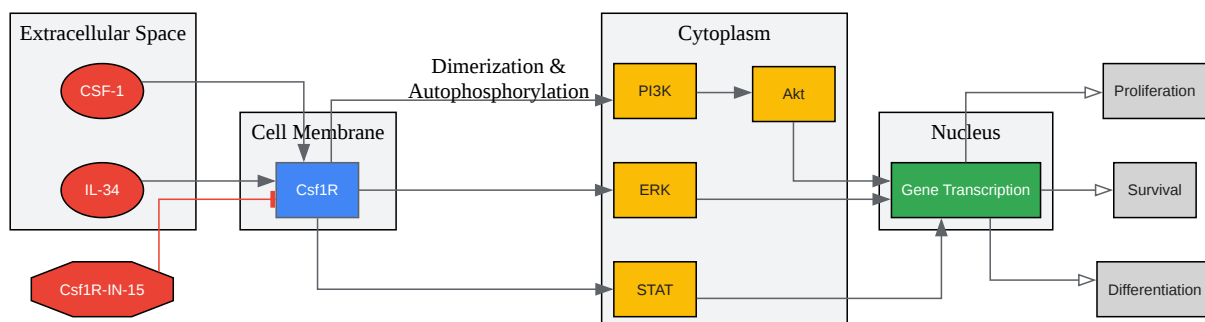 Extracellular Space
CSF-1
IL-34
Csf1R-IN-15
Cell Membrane
Csf1R
Dimerization &
Autophosphorylation
Cytoplasm
PI3K
Akt
ERK
STAT
Nucleus
Gene Transcription
Proliferation
Survival
Differentiation